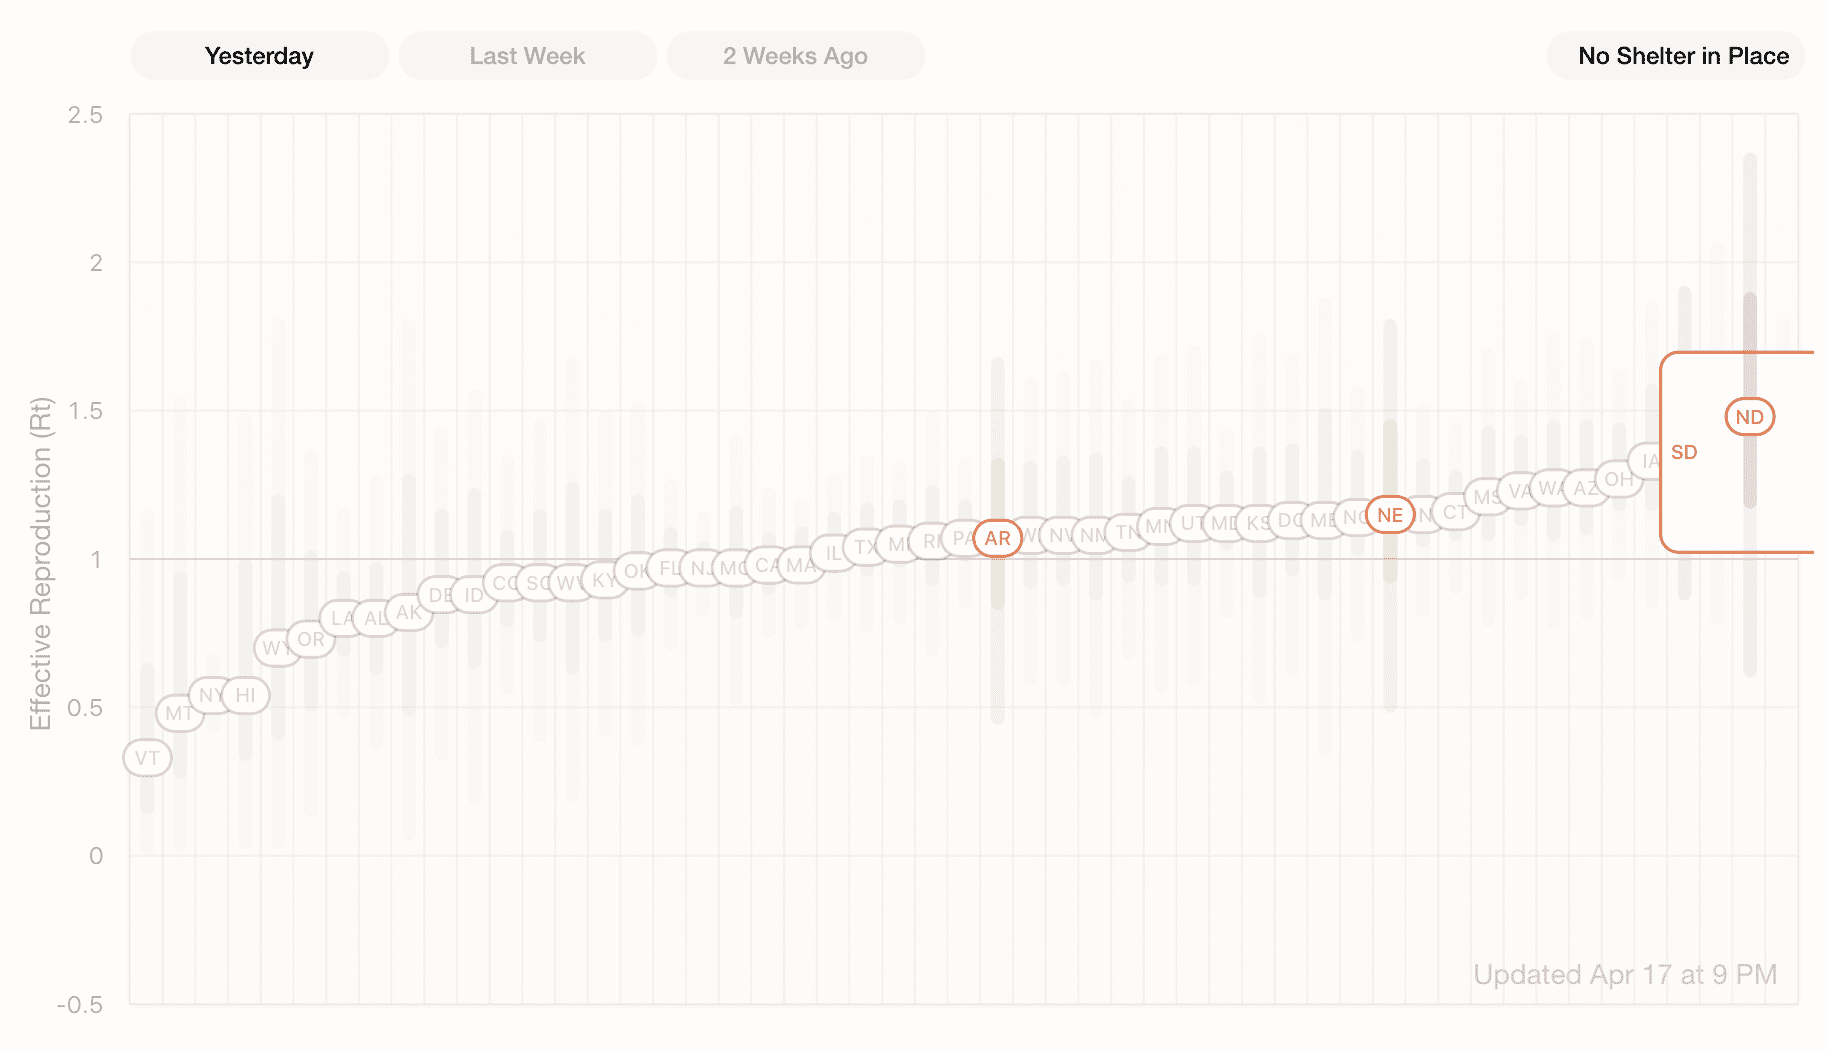 Yesterday
Last Week
2 Weeks Ago
No Shelter in Place
Effective Reproduction (Rt)
2.5
2
1.5
1
0.5
0
-0.5
VT
MT
NY
HI
WY
OR
LA
AL
AK
DE
ID
CO
SC
WV
KY
OK
FL
NJ
MO
CA
MA
IL
TX
RI
PA
AR
NV
NM
TN
MN
UT
MD
KS
DC
ME
NC
NE
CT
MS
VA
WA
AZ
OH
IA
SD
ND
Updated Apr 17 at 9 PM